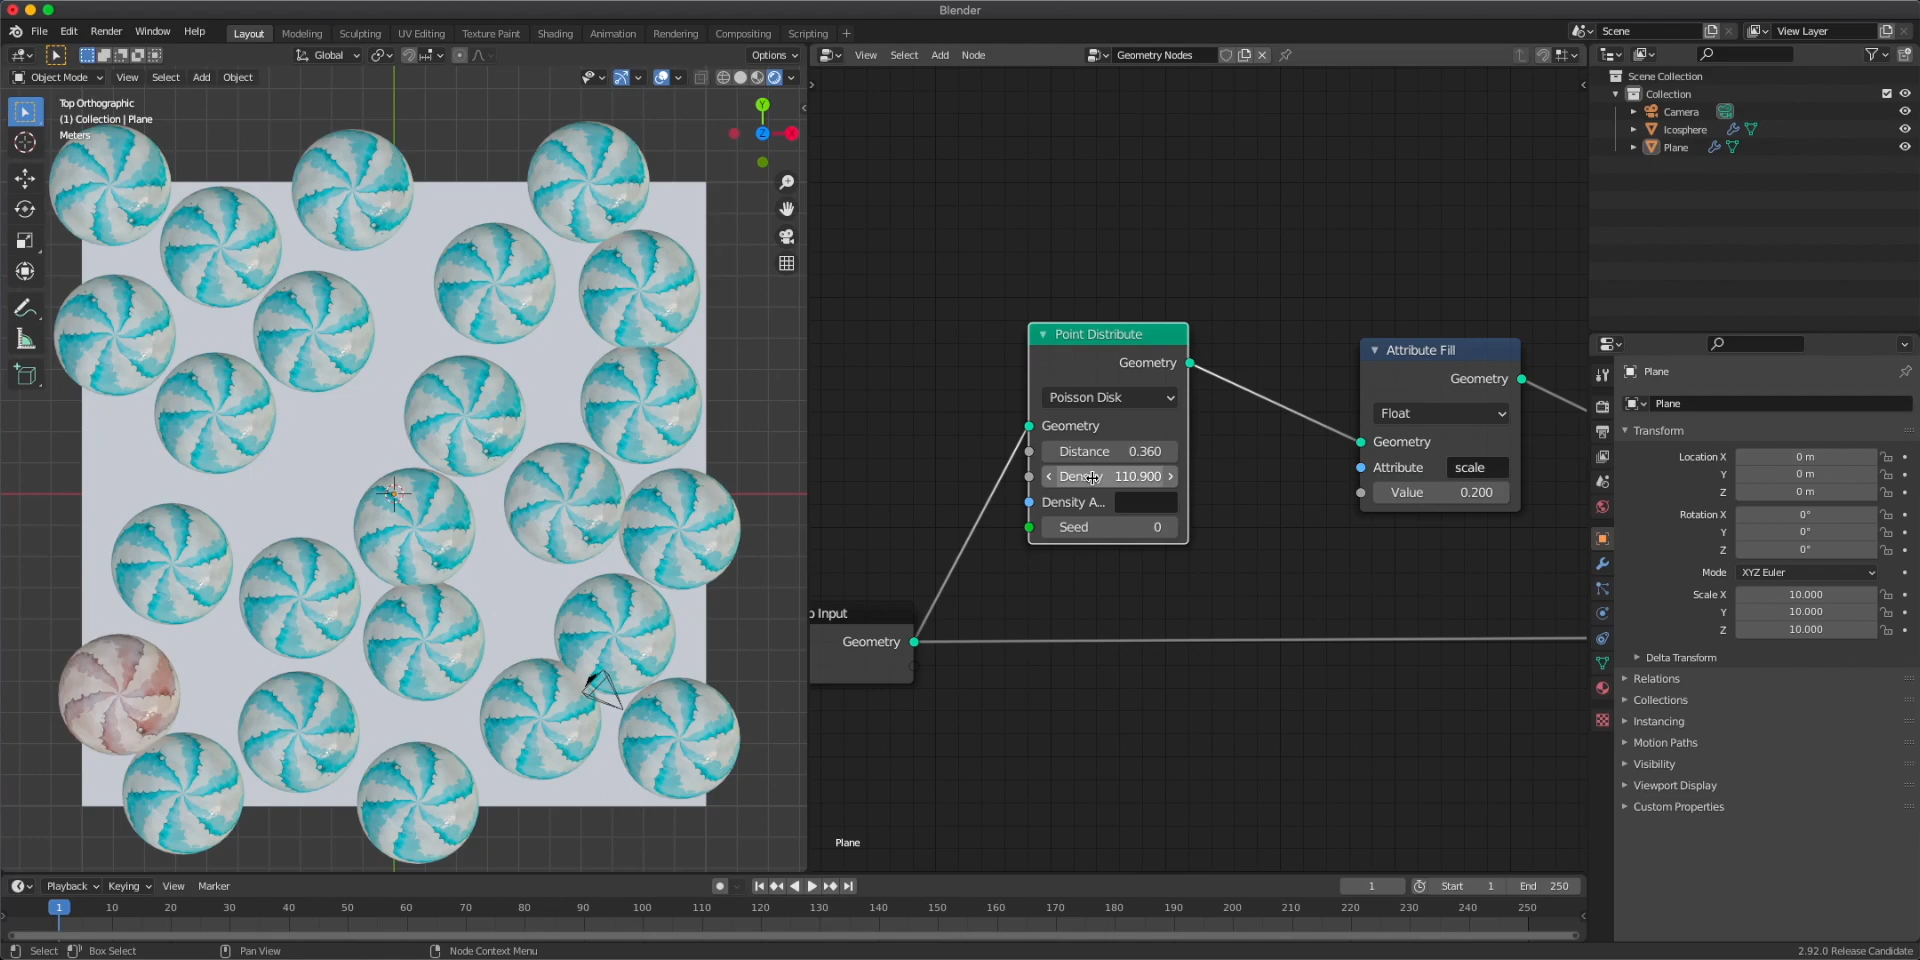 Blender
File Edit Render Window Help
Layout Modeling Sculpting UV Editing Texture Paint Shading Animation Rendering Compositing Scripting +
Scene
View Layer
Global
Options
View Select Add Node
Geometry Nodes
Object Mode View Select Add Object
Top Orthographic
(1) Collection | Plane
Meters
Y
Z
X
Scene Collection
Collection
Camera
Icosphere
Plane
Point Distribute
Geometry
Poisson Disk
Geometry
Distance 0.360
Density 110.900
Density A...
Seed 0
Attribute Fill
Geometry
Float
Geometry
Attribute scale
Value 0.200
Input
Geometry
Plane
Plane
Plane
Transform
Location X 0 m
Y 0 m
Z 0 m
Rotation X 0°
Y 0°
Z 0°
Mode XYZ Euler
Scale X 10.000
Y 10.000
Z 10.000
Delta Transform
Relations
Collections
Instancing
Motion Paths
Visibility
Viewport Display
Custom Properties
Playback Keying View Marker
1
Start 1
End 250
1 10 20 30 40 50 60 70 80 90 100 110 120 130 140 150 160 170 180 190 200 210 220 230 240 250
Select Box Select Pan View Node Context Menu
2.92.0 Release Candidate